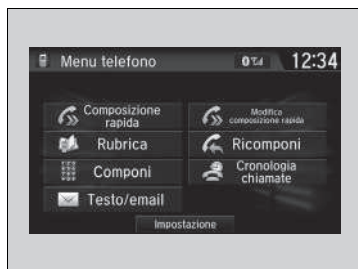 Menu telefono
12:34
Composizione
rapida
Modifica
composizione rapida
Rubrica
Ricomponi
Componi
Cronologia
chiamate
Testo/email
Impostazione